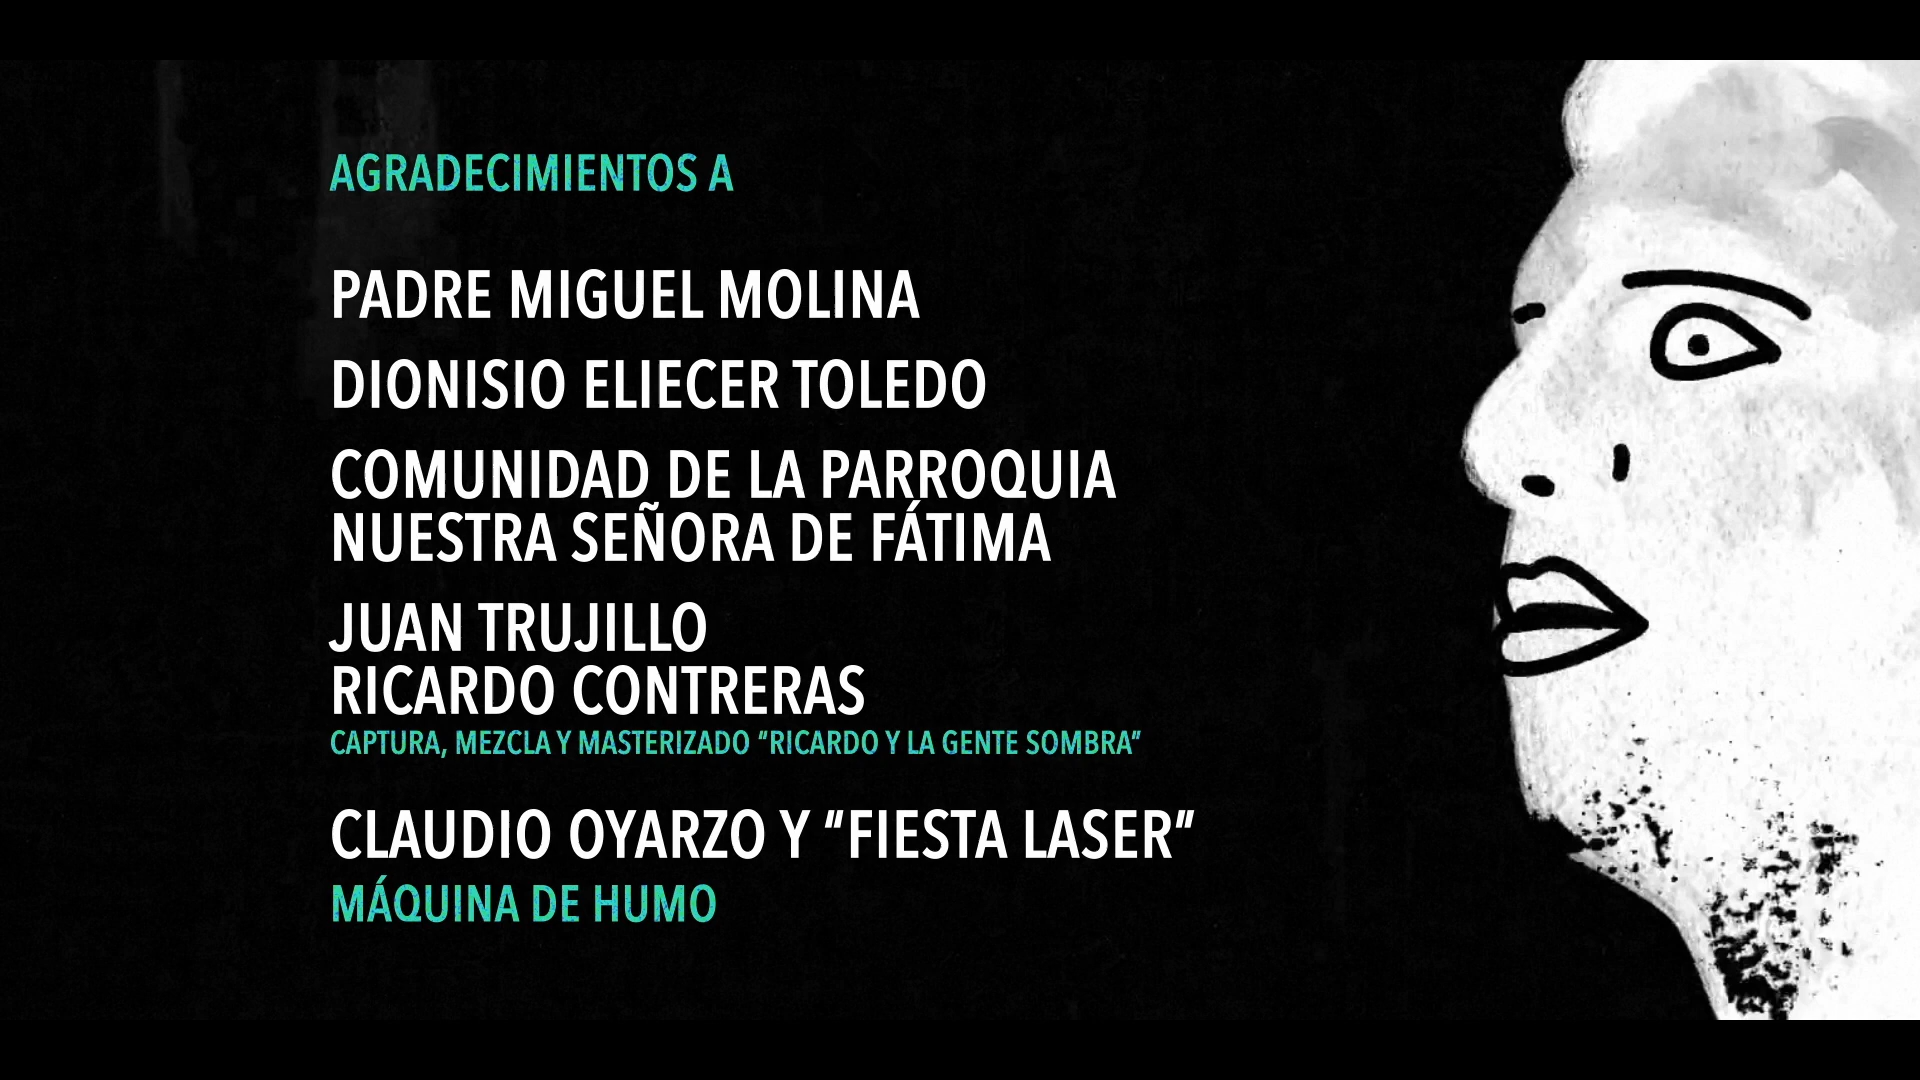 AGRADECIMIENTOS A
PADRE MIGUEL MOLINA
DIONISIO ELIECER TOLEDO
COMUNIDAD DE LA PARROQUIA
NUESTRA SEÑORA DE FÁTIMA
JUAN TRUJILLO
RICARDO CONTRERAS
CAPTURA, MEZCLA Y MASTERIZADO “RICARDO Y LA GENTE SOMBRA”
CLAUDIO OYARZO Y “FIESTA LASER”
MÁQUINA DE HUMO